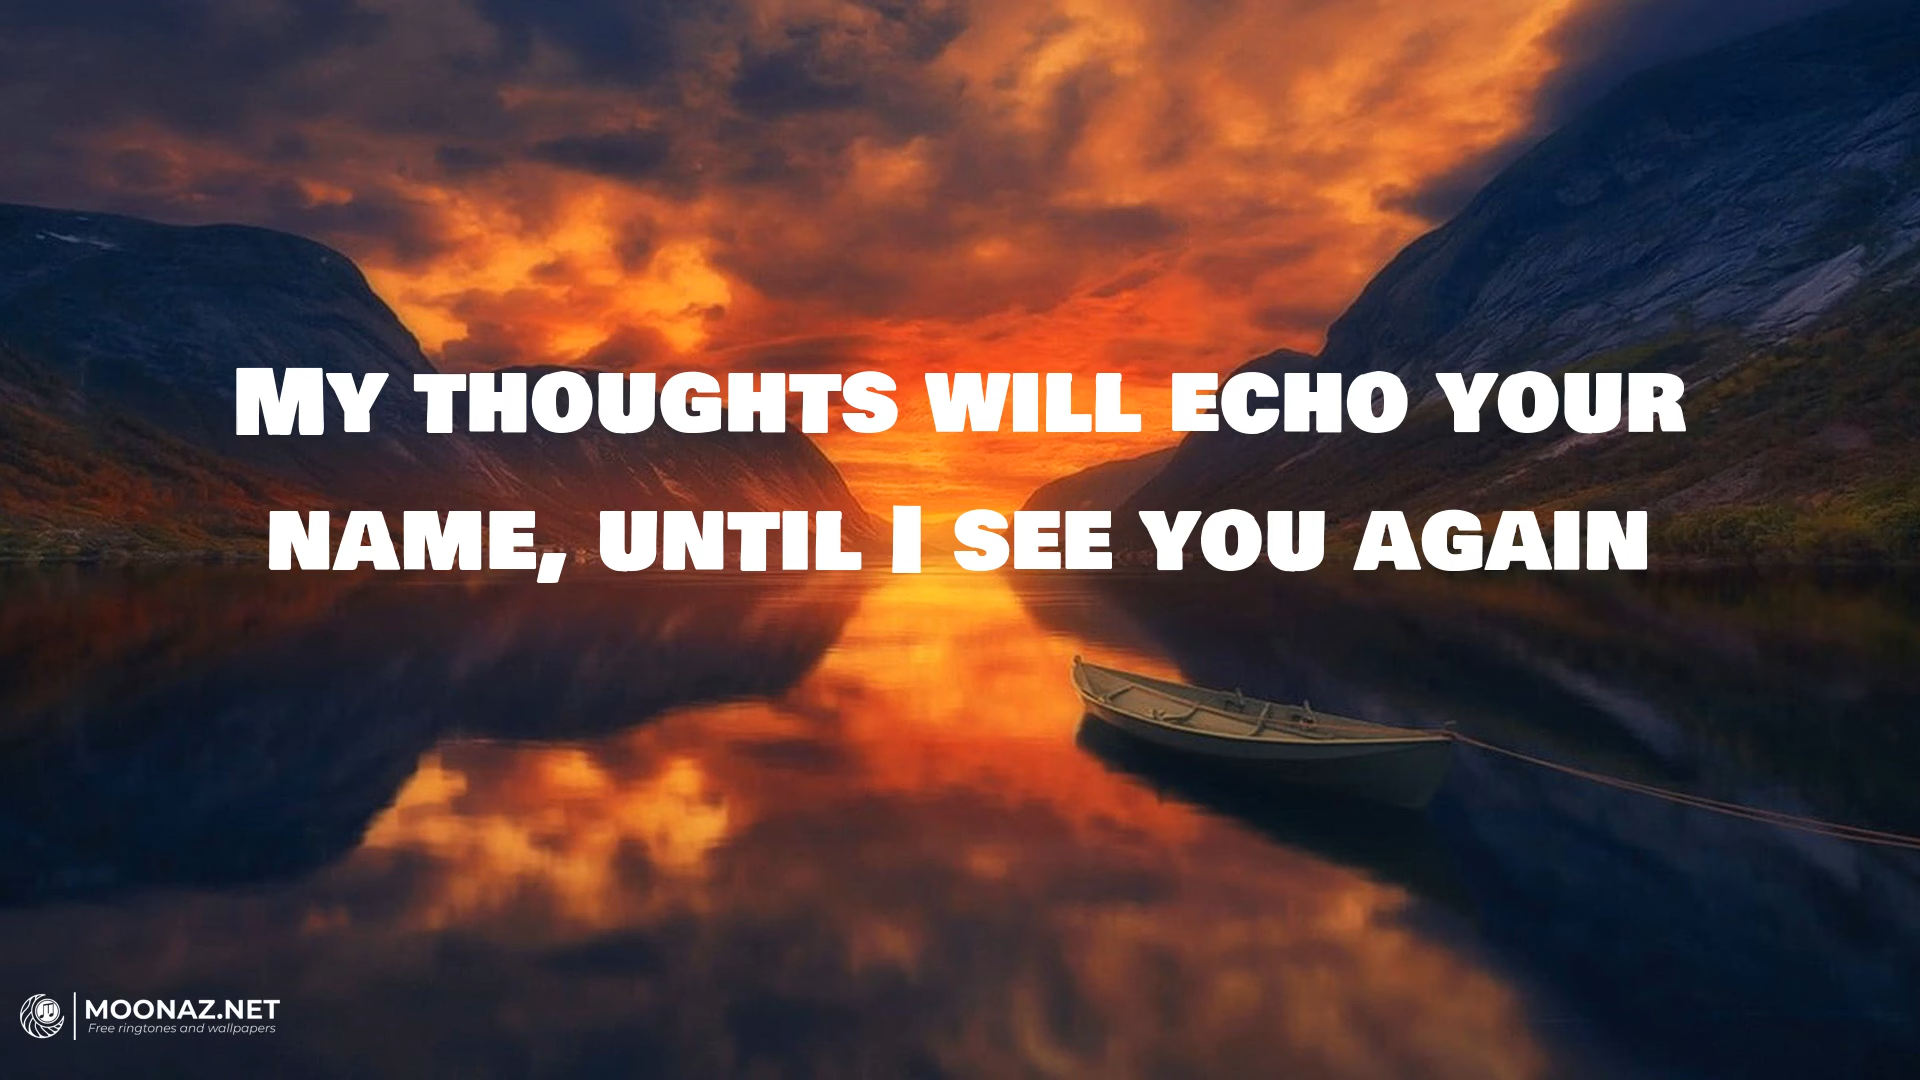 My thoughts will echo your
name, until I see you again
MOONAZ.NET
Free ringtones and wallpapers